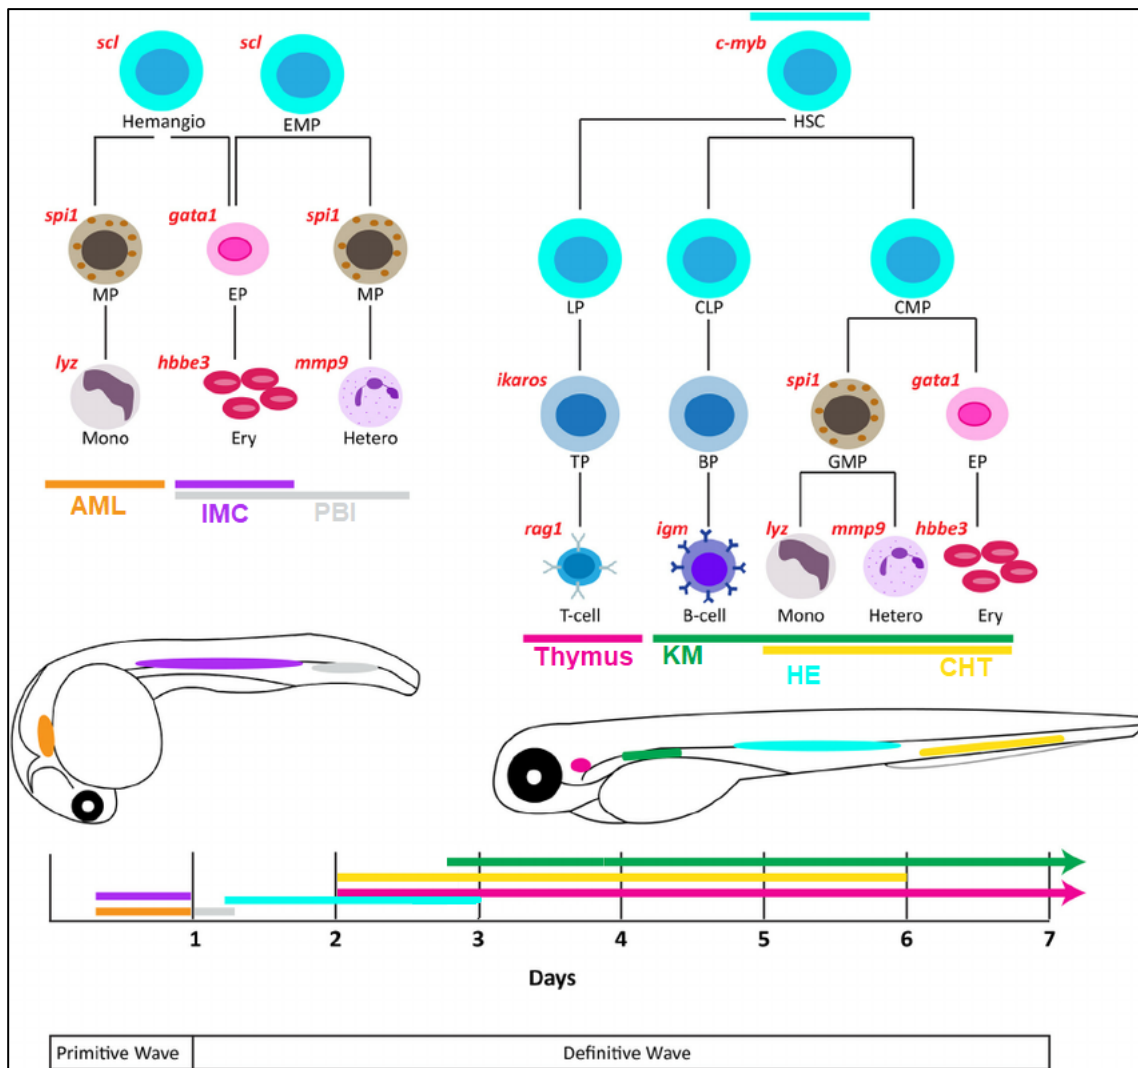 scl scl c-myb
Hemangio EMP HSC
spi1 gata1 spi1
MP EP MP LP CLP CMP
lyz hbbe3 mmp9 ikaros spi1 gata1
Mono Ery Hetero TP BP GMP EP
AML IMC PBI
rag1 igm lyz mmp9 hbbe3
T-cell B-cell Mono Hetero Ery
Thymus KM HE CHT
1 2 3 4 5 6 7
Days
Primitive Wave Definitive Wave